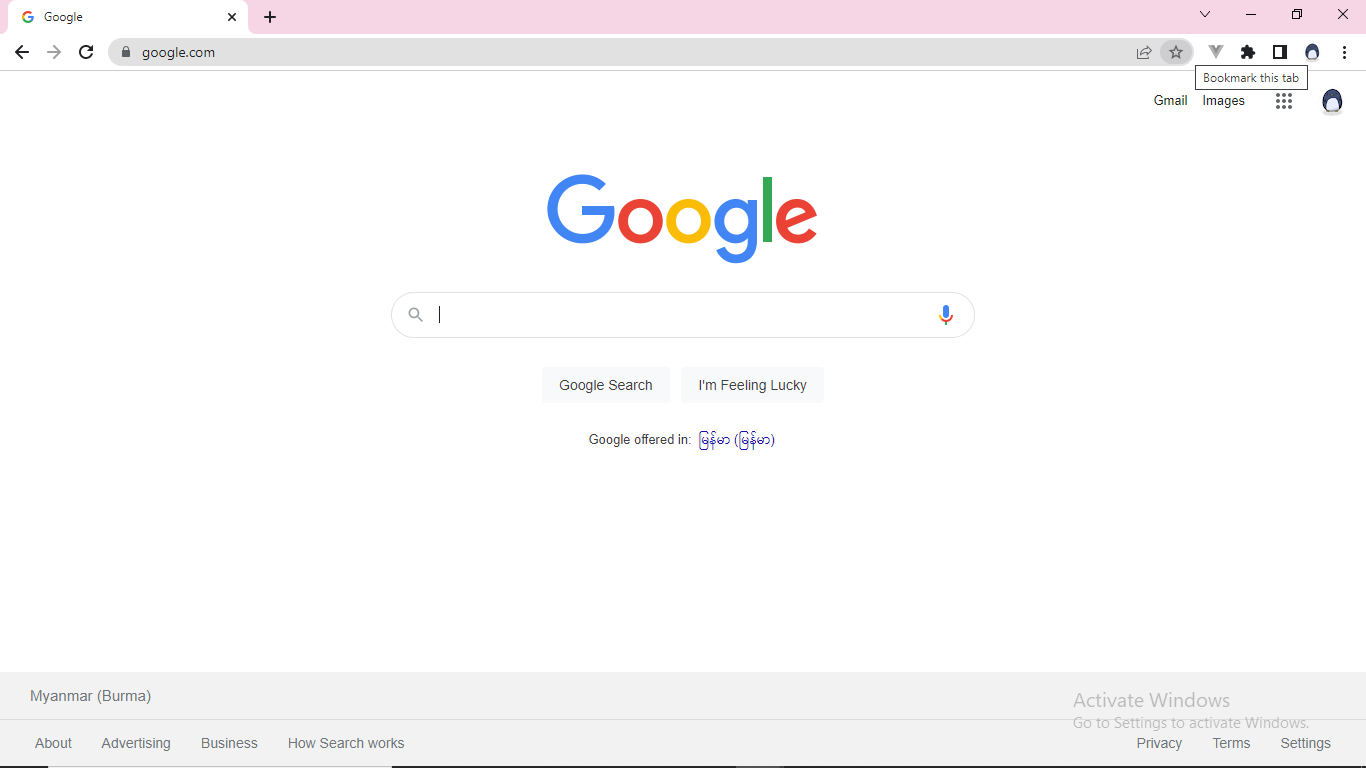 Google
google.com
Bookmark this tab
Gmail Images
Google
Google Search I'm Feeling Lucky
Google offered in: မြန်မာ (မြန်မာ)
Myanmar (Burma)
Activate Windows
Go to Settings to activate Windows.
About Advertising Business How Search works Privacy Terms Settings